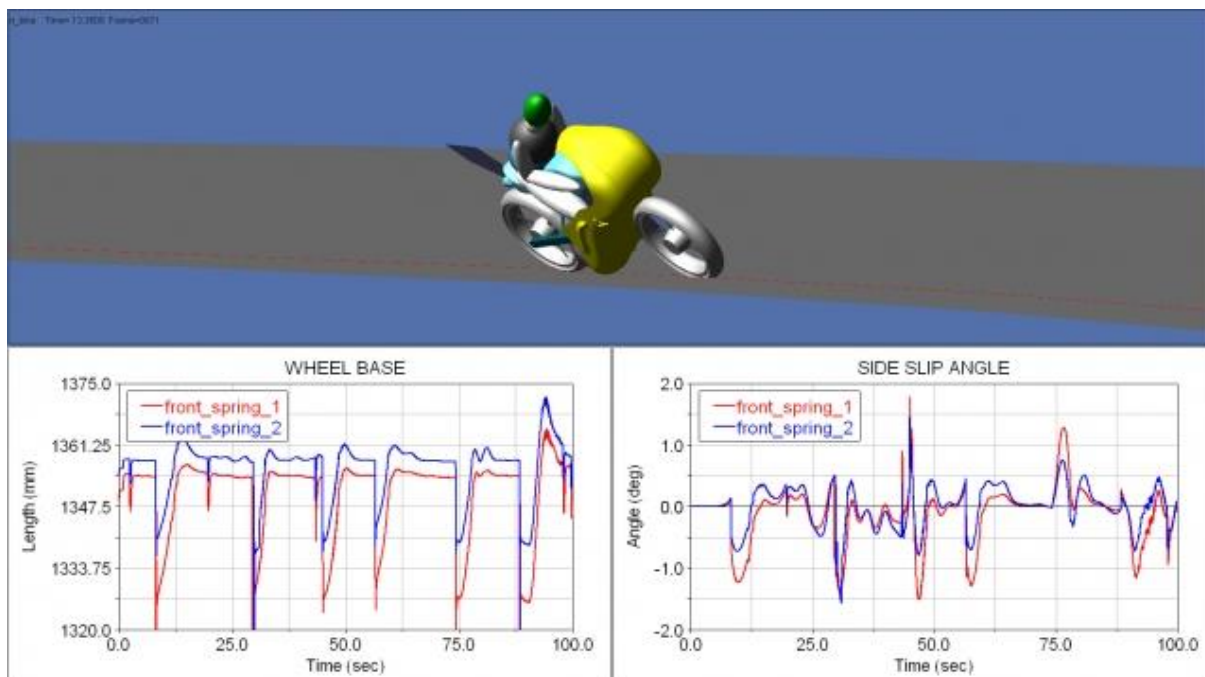 WHEEL BASE
1375.0
1361.25
1347.5
1333.75
1320.0
Length (mm)
front_spring_1
front_spring_2
0.0 25.0 50.0 75.0 100.0
Time (sec)
SIDE SLIP ANGLE
2.0
1.0
0.0
-1.0
-2.0
Angle (deg)
front_spring_1
front_spring_2
0.0 25.0 50.0 75.0 100.0
Time (sec)